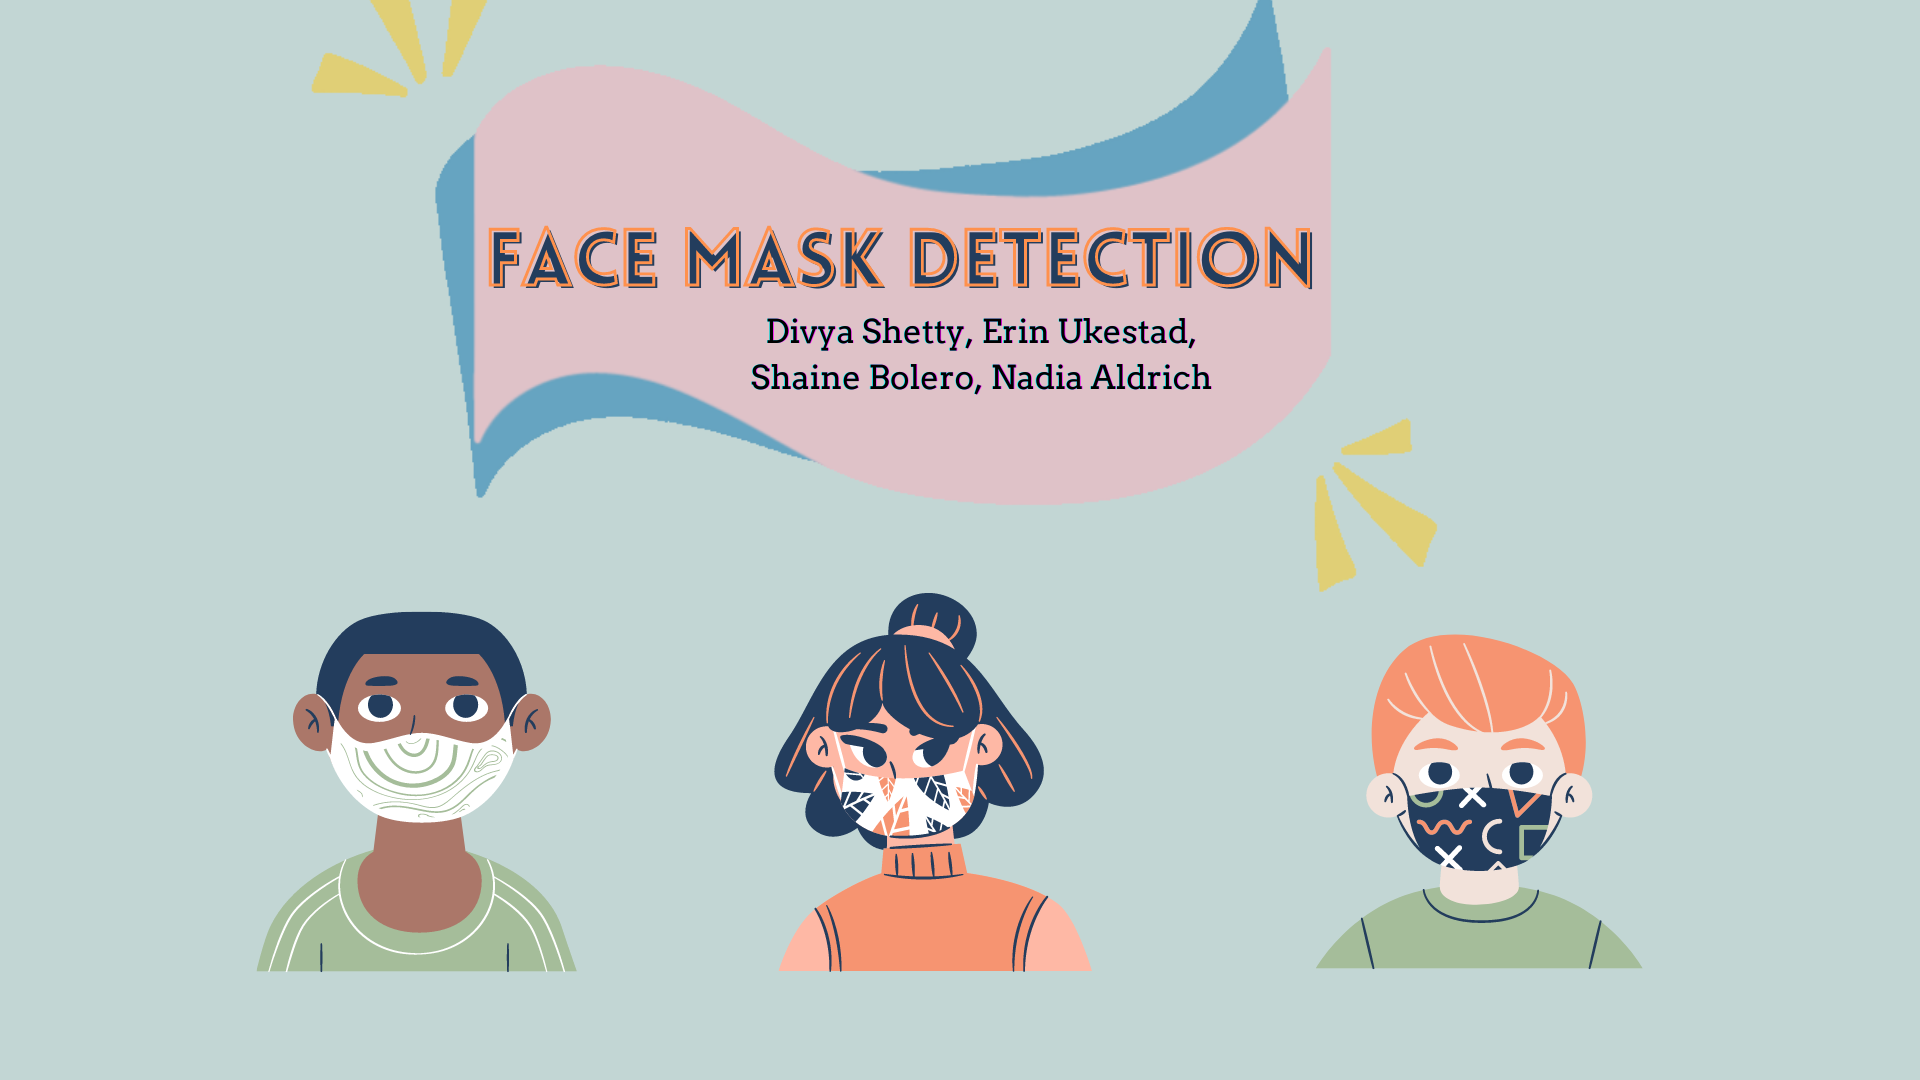 FACE MASK DETECTION
Divya Shetty, Erin Ukestad,
Shaine Bolero, Nadia Aldrich